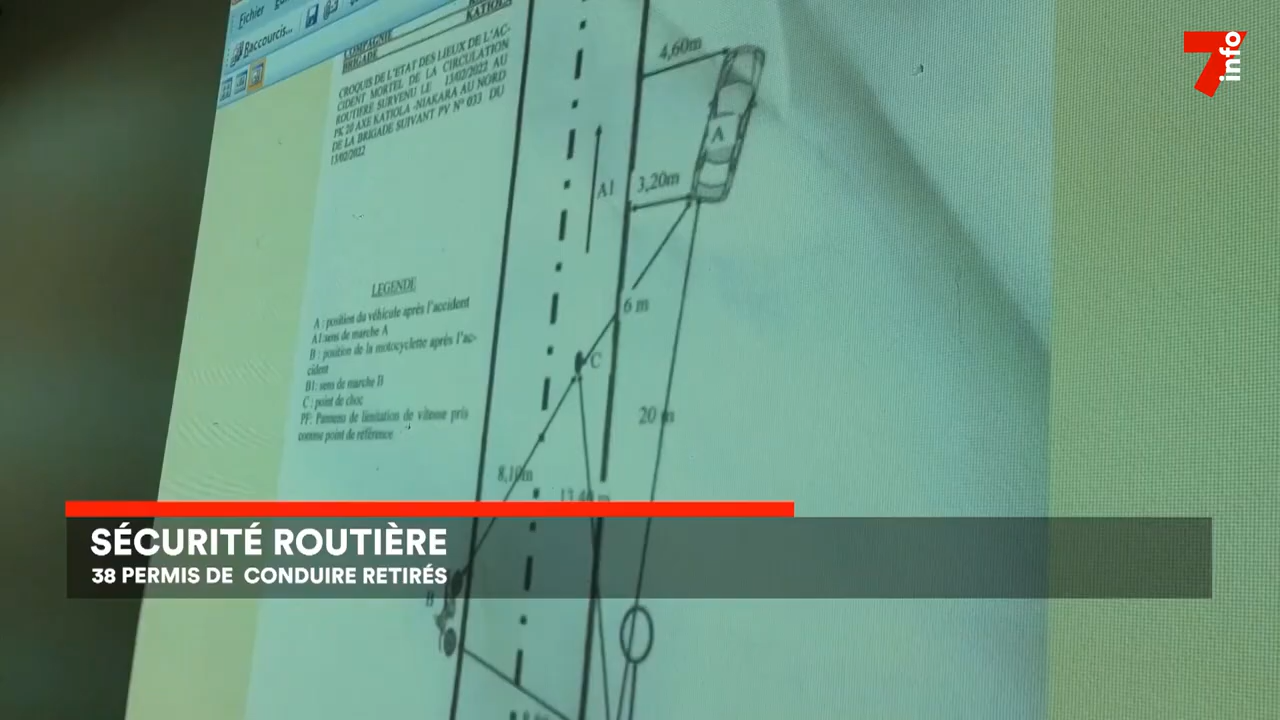 Fichier
Raccourcis...
COMPAGNIE
KATIOLA
BRIGADE
CROQUIS DE L'ETAT DES LIEUX DE L'AC-
CIDENT MORTEL DE LA CIRCULATION
ROUTIERE SURVENU LE 13/02/2022 AU
PK 20 AXE KATIOLA -NIAKARA AU NORD
DE LA BRIGADE SUIVANT PV N° 033 DU
13/02/2022
LEGENDE
A : position du véhicule après l'accident
A1:sens de marche A
B : position de la motocyclette après l'ac-
cident
B1: sens de marche B
C : point de choc
PF: Panneau de limitation de vitesse pris
comme point de référence
4,60m
A
A1
3,20m
6 m
C
20 m
8,10m
B
7info
SÉCURITÉ ROUTIÈRE
38 PERMIS DE CONDUIRE RETIRÉS